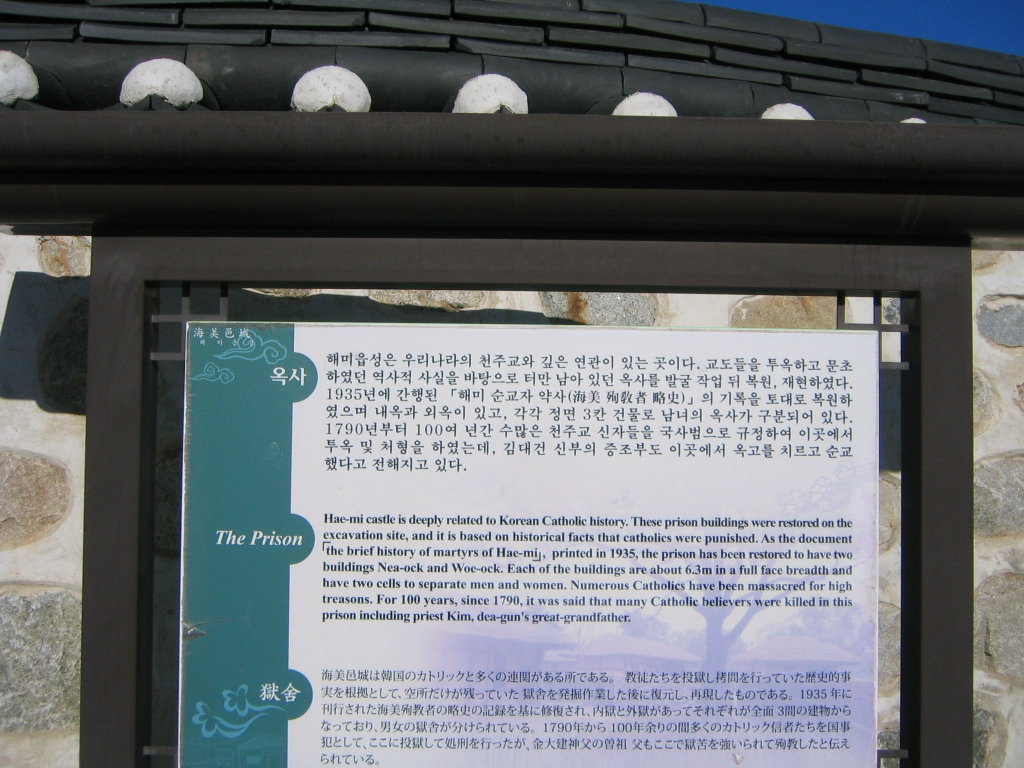 海美邑城
해미읍성
옥사
해미읍성은 우리나라의 천주교와 깊은 연관이 있는 곳이다. 교도들을 투옥하고 문초
하였던 역사적 사실을 바탕으로 터만 남아 있던 옥사를 발굴 작업 뒤 복원, 재현하였다.
1935년에 간행된 「해미 순교자 약사(海美 殉敎者 略史)」의 기록을 토대로 복원하
였으며 내옥과 외옥이 있고, 각각 정면 3칸 건물로 남녀의 옥사가 구분되어 있다.
1790년부터 100여 년간 수많은 천주교 신자들을 국사범으로 규정하여 이곳에서
투옥 및 처형을 하였는데, 김대건 신부의 증조부도 이곳에서 옥고를 치르고 순교
했다고 전해지고 있다.
The Prison
Hae-mi castle is deeply related to Korean Catholic history. These prison buildings were restored on the
excavation site, and it is based on historical facts that catholics were punished. As the document
「the brief history of martyrs of Hae-mi」, printed in 1935, the prison has been restored to have two
buildings Nea-ock and Woe-ock. Each of the buildings are about 6.3m in a full face breadth and
have two cells to separate men and women. Numerous Catholics have been massacred for high
treasons. For 100 years, since 1790, it was said that many Catholic believers were killed in this
prison including priest Kim, dea-gun's great-grandfather.
獄舍
海美邑城は韓国のカトリックと多くの連関がある所である。 教徒たちを投獄し拷問を行っていた歴史的事
実を根拠として、空所だけが残っていた 獄舎を発掘作業した後に復元し、再現したものである。 1935 年に
刊行された海美殉教者の略史の記録を基に修復され、内獄と外獄があってそれぞれが全面 3間の建物から
なっており、男女の獄舎が分けられている。 1790年から 100年余りの間多くのカトリック信者たちを国事
犯として、ここに投獄して処刑を行ったが、金大建神父の曽祖 父もここで獄苦を強いられて殉教したと伝え
られている。